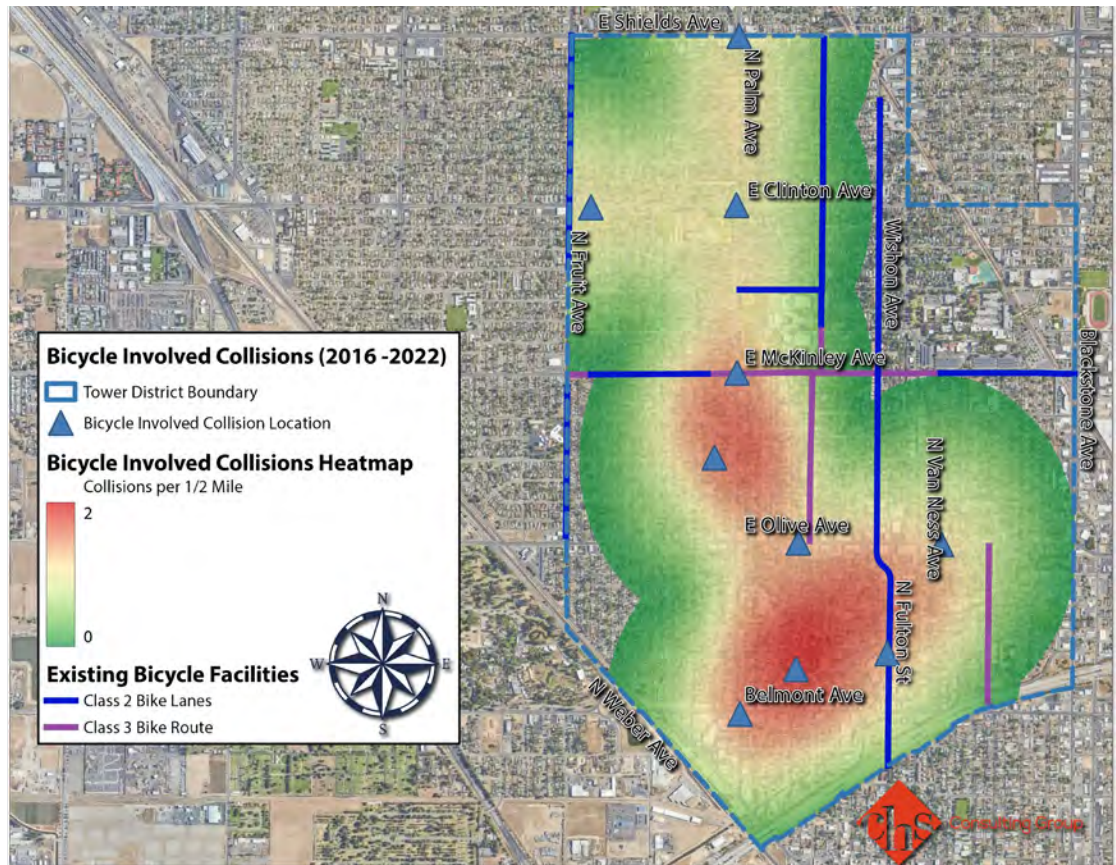 E Shields Ave
N Palm Ave
E Clinton Ave
N Fruit Ave
Wishon Ave
E McKinley Ave
Blackstone Ave
N Van Ness Ave
E Olive Ave
N Fulton St
Belmont Ave
N Weber Ave
Bicycle Involved Collisions (2016 -2022)
Tower District Boundary
Bicycle Involved Collision Location
Bicycle Involved Collisions Heatmap
Collisions per 1/2 Mile
2
0
N
W
E
S
Existing Bicycle Facilities
Class 2 Bike Lanes
Class 3 Bike Route
chs Consulting Group